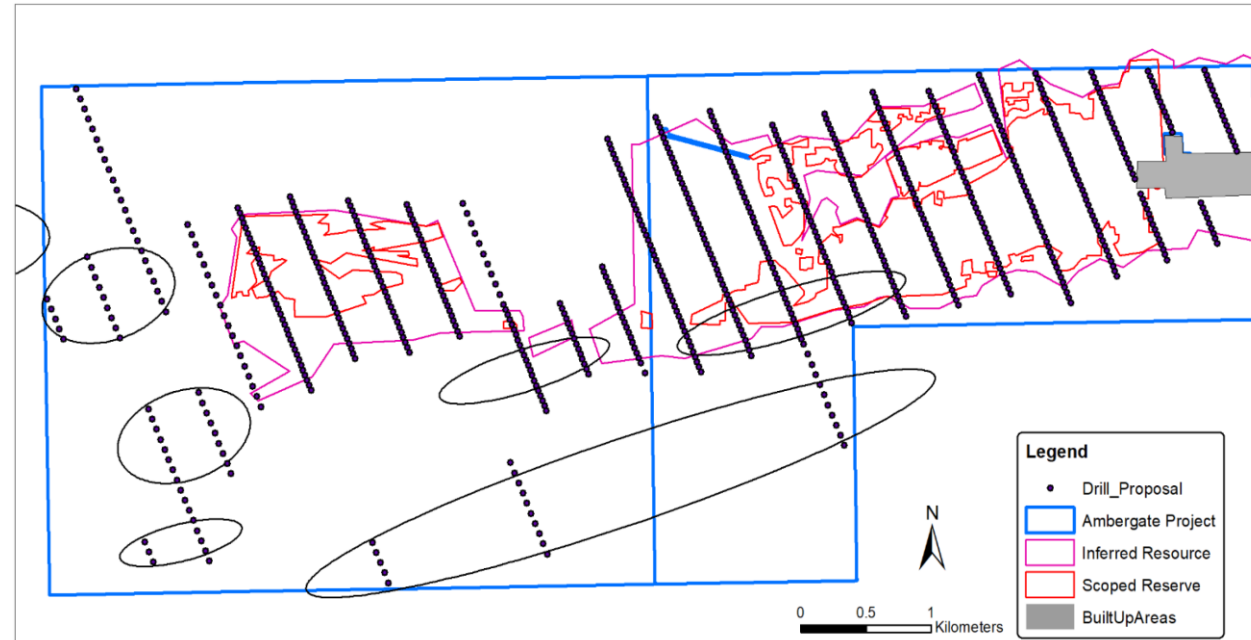 Legend
Drill_Proposal
Ambergate Project
Inferred Resource
Scoped Reserve
BuiltUpAreas
N
0 0.5 1
Kilometers